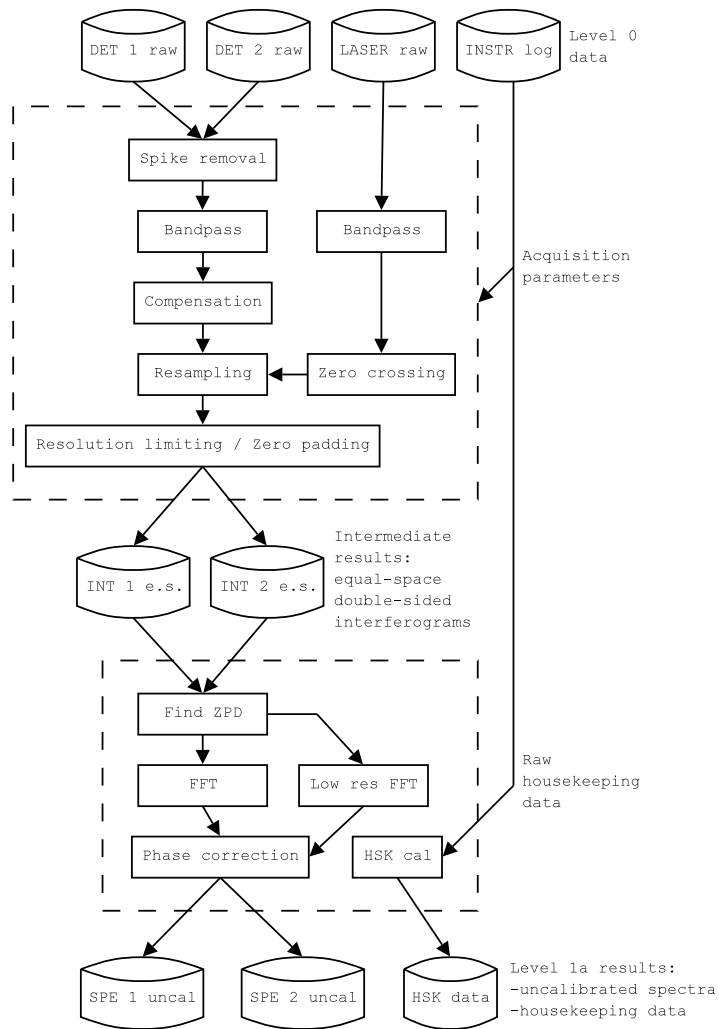 DET 1 raw
DET 2 raw
LASER raw
INSTR log
Level 0
data
Spike removal
Bandpass
Bandpass
Acquisition
parameters
Compensation
Resampling
Zero crossing
Resolution limiting / Zero padding
Intermediate
results:
equal-space
double-sided
interferograms
INT 1 e.s.
INT 2 e.s.
Find ZPD
FFT
Low res FFT
Raw
housekeeping
data
Phase correction
HSK cal
SPE 1 uncal
SPE 2 uncal
HSK data
Level 1a results:
-uncalibrated spectra
-housekeeping data